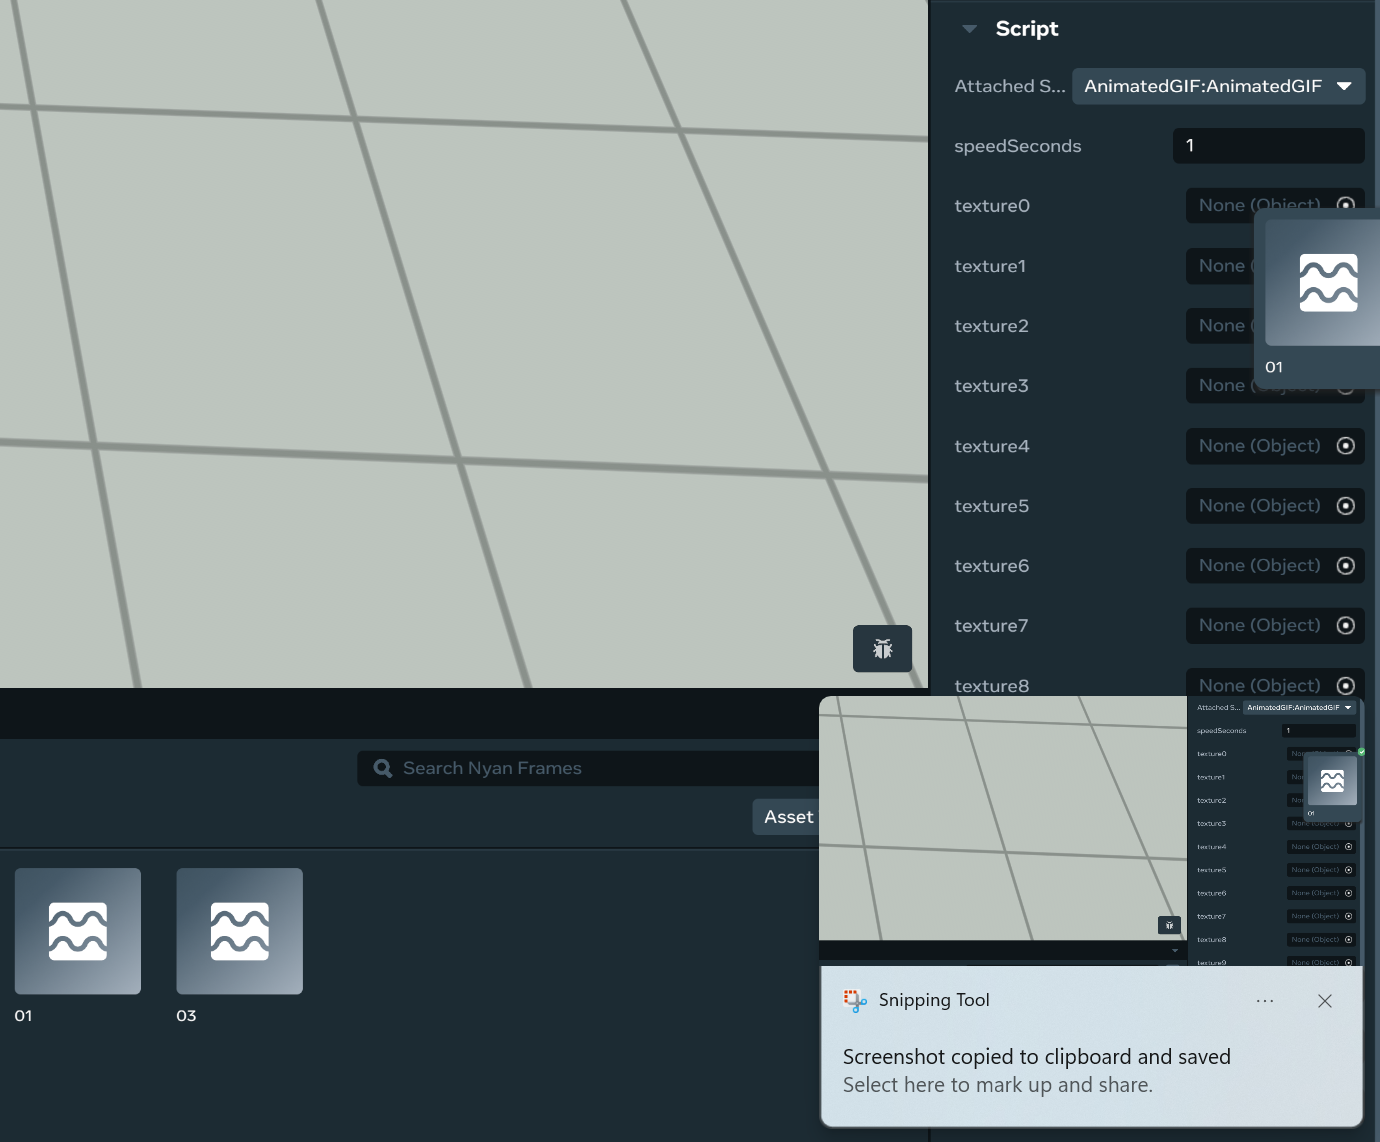 Script
Attached S... AnimatedGIF:AnimatedGIF
speedSeconds 1
texture0 None (Object)
texture1 None (
texture2 None (
texture3 None (Object)
01
texture4 None (Object)
texture5 None (Object)
texture6 None (Object)
texture7 None (Object)
texture8 None (Object)
Search Nyan Frames
Asset
01
03
Attached S... AnimatedGIF:AnimatedGIF
speedSeconds 1
texture0
texture1
texture2
texture3 None (Object)
01
texture4 None (Object)
texture5 None (Object)
texture6 None (Object)
texture7 None (Object)
texture8 None (Object)
texture9 None (Object)
Snipping Tool
Screenshot copied to clipboard and saved
Select here to mark up and share.